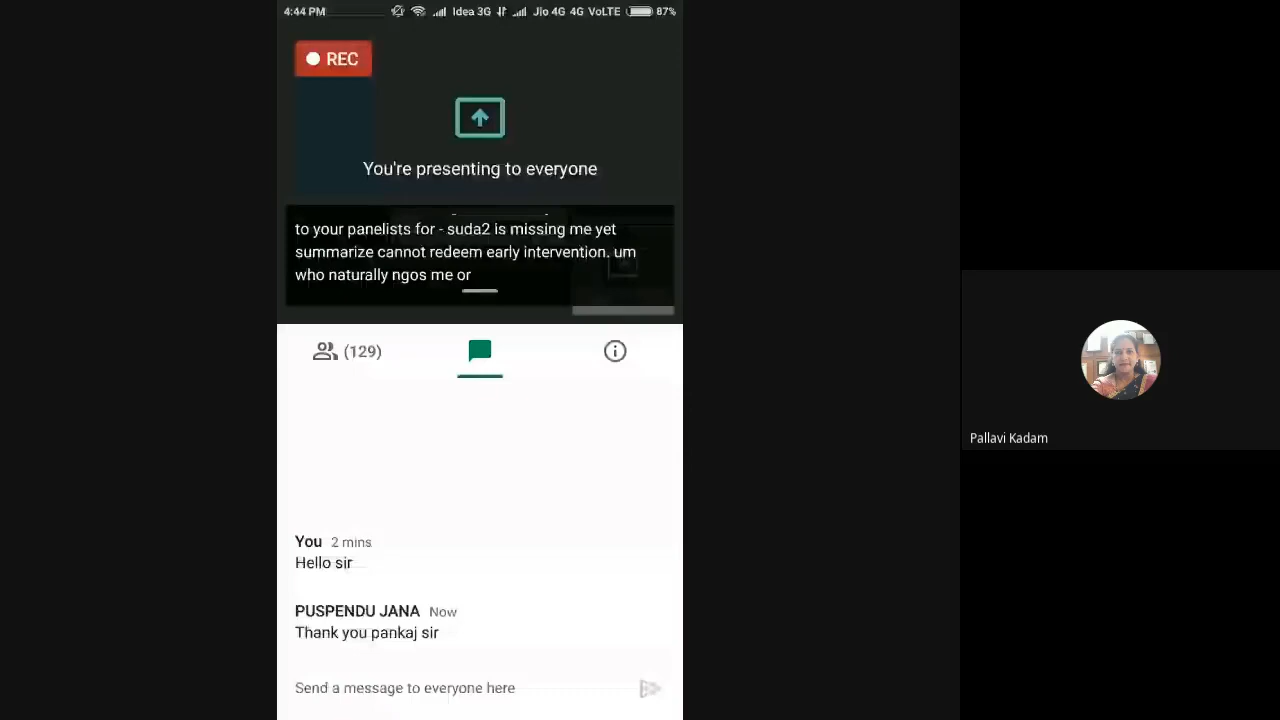 4:44 PM Idea 3G Jio 4G 4G VoLTE 87%
REC
You're presenting to everyone
to your panelists for - suda2 is missing me yet
summarize cannot redeem early intervention. um
who naturally ngos me or
(129)
You 2 mins
Hello sir
PUSPENDU JANA Now
Thank you pankaj sir
Send a message to everyone here
Pallavi Kadam